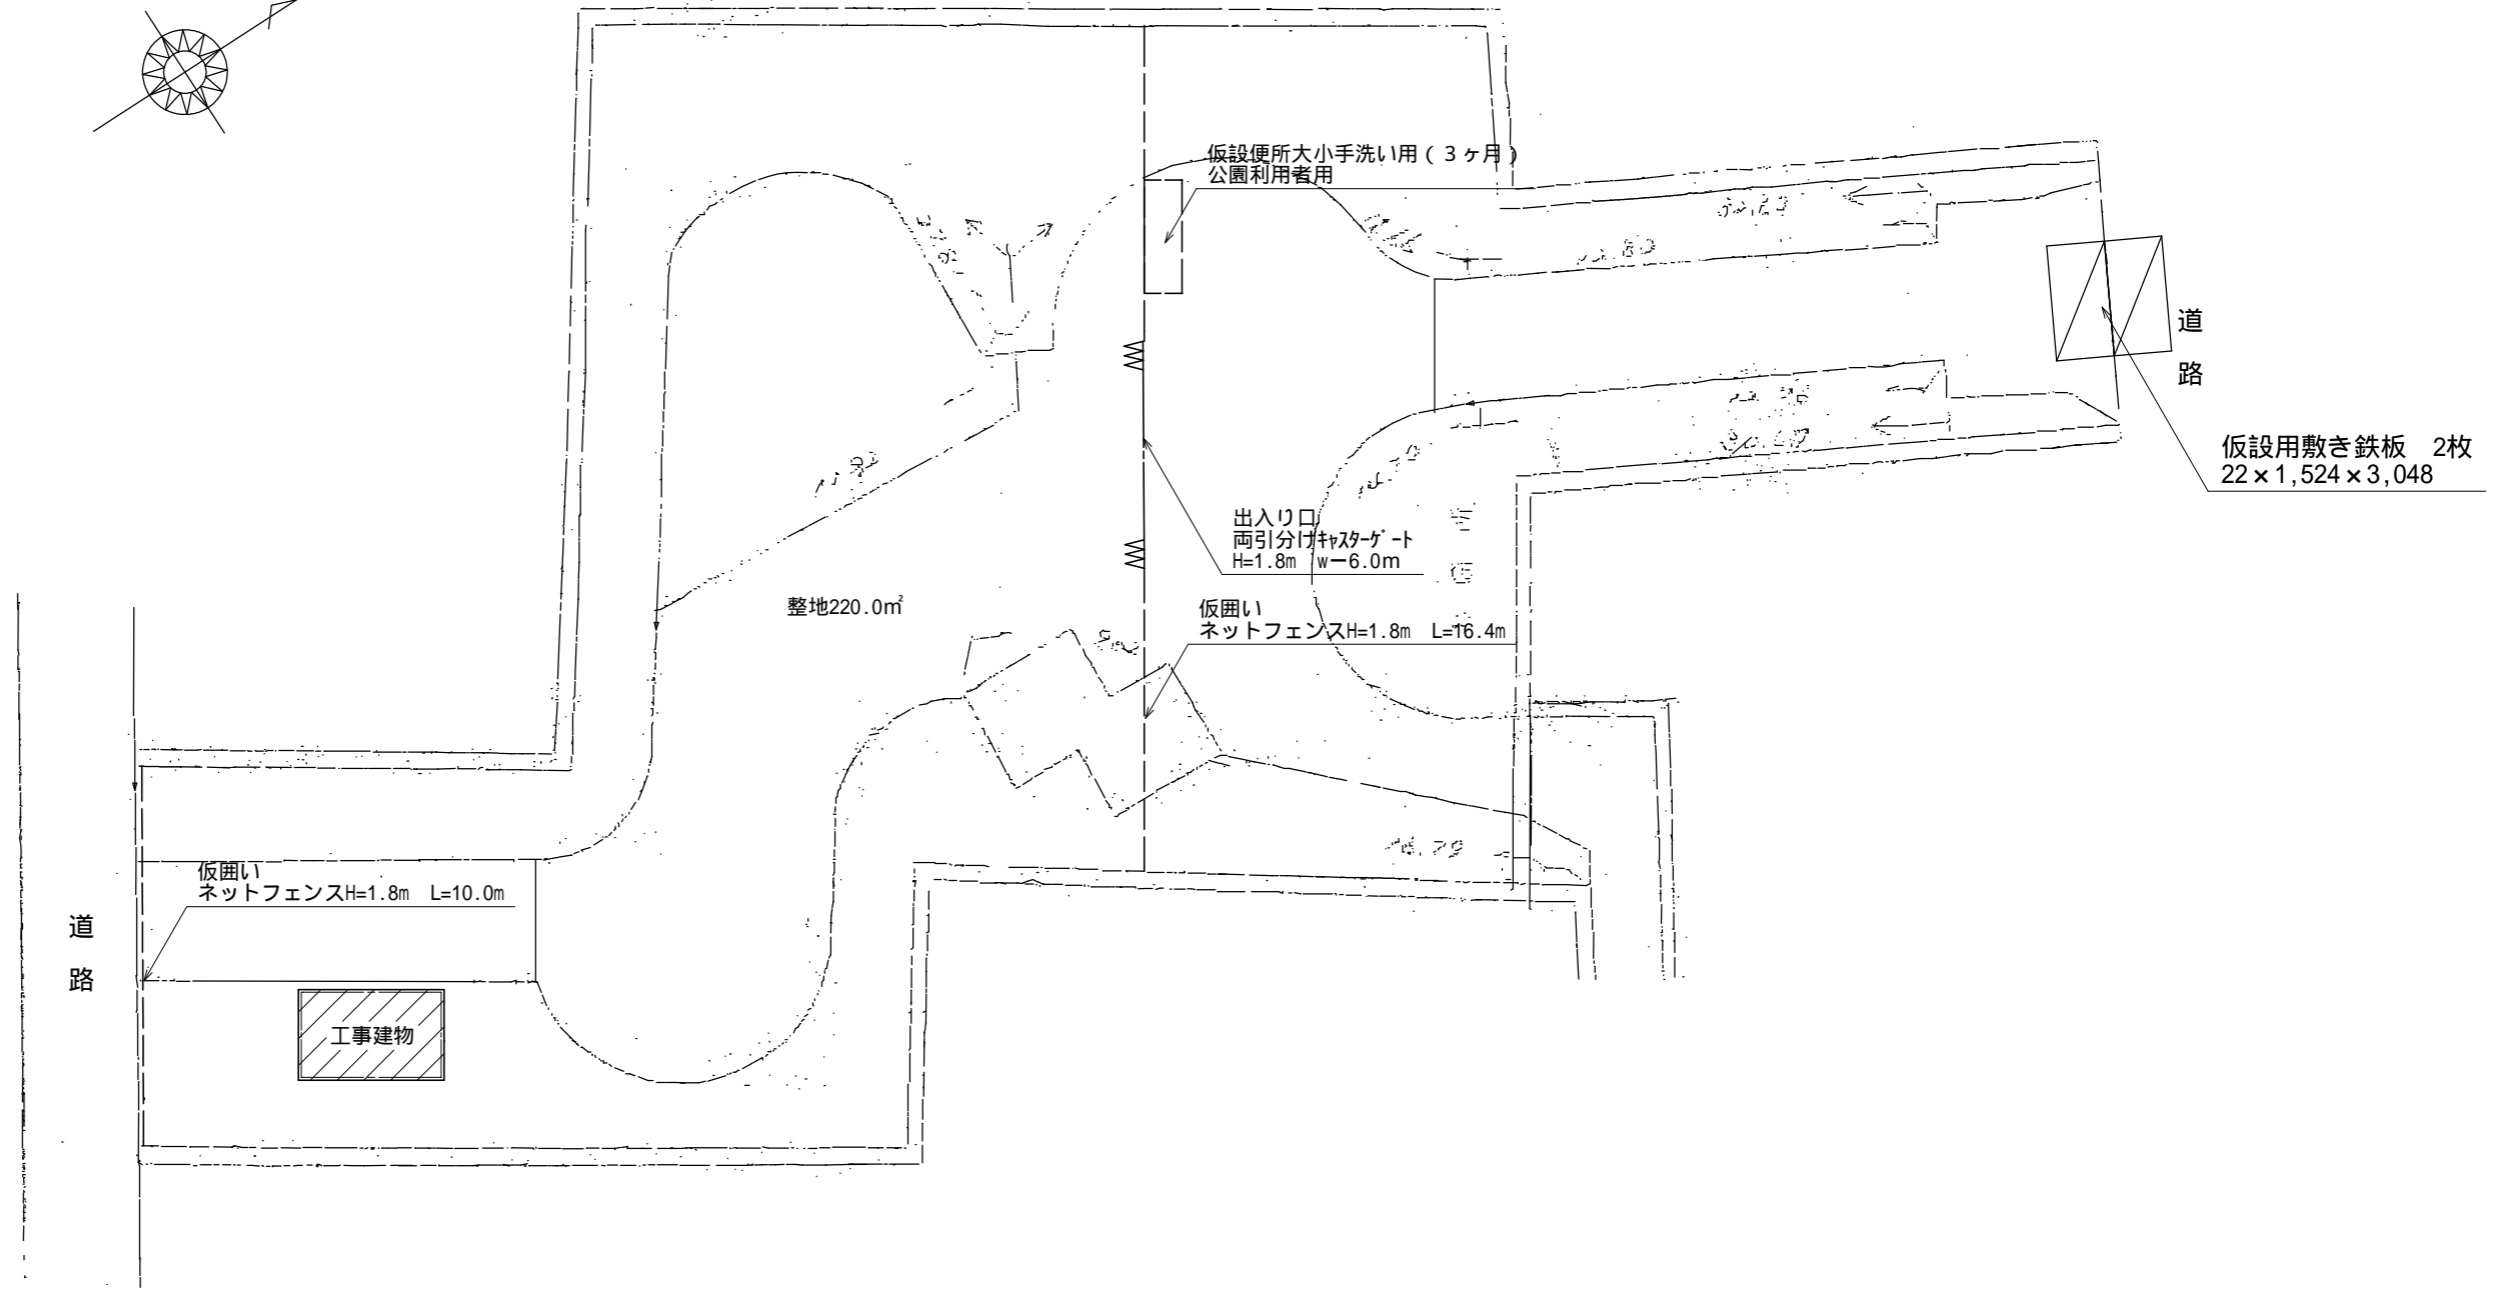 仮設便所大小手洗い用（３ヶ月）
公園利用者用
道路
仮設用敷き鉄板　2枚
22×1,524×3,048
出入り口
両引分けｷｬｽﾀｰｹﾞｰﾄ
H=1.8m　w－6.0m
整地220.0㎡
仮囲い
ネットフェンスH=1.8m　L=16.4m
仮囲い
ネットフェンスH=1.8m　L=10.0m
道路
工事建物